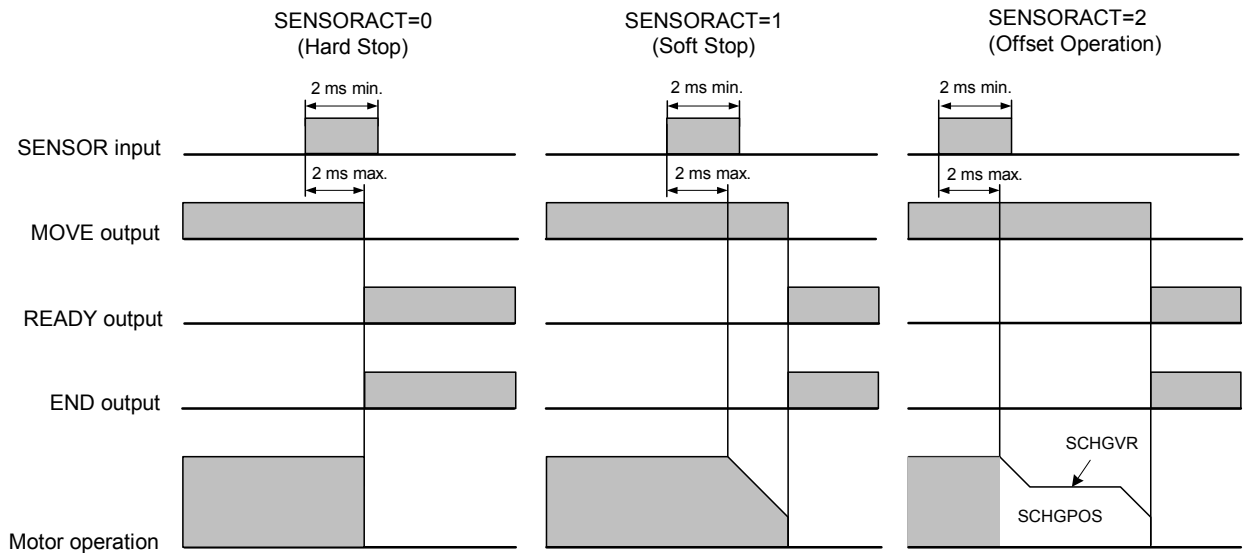 SENSORACT=0
(Hard Stop)
SENSORACT=1
(Soft Stop)
SENSORACT=2
(Offset Operation)
2 ms min.
2 ms min.
2 ms min.
SENSOR input
2 ms max.
2 ms max.
2 ms max.
MOVE output
READY output
END output
SCHGVR
SCHGPOS
Motor operation